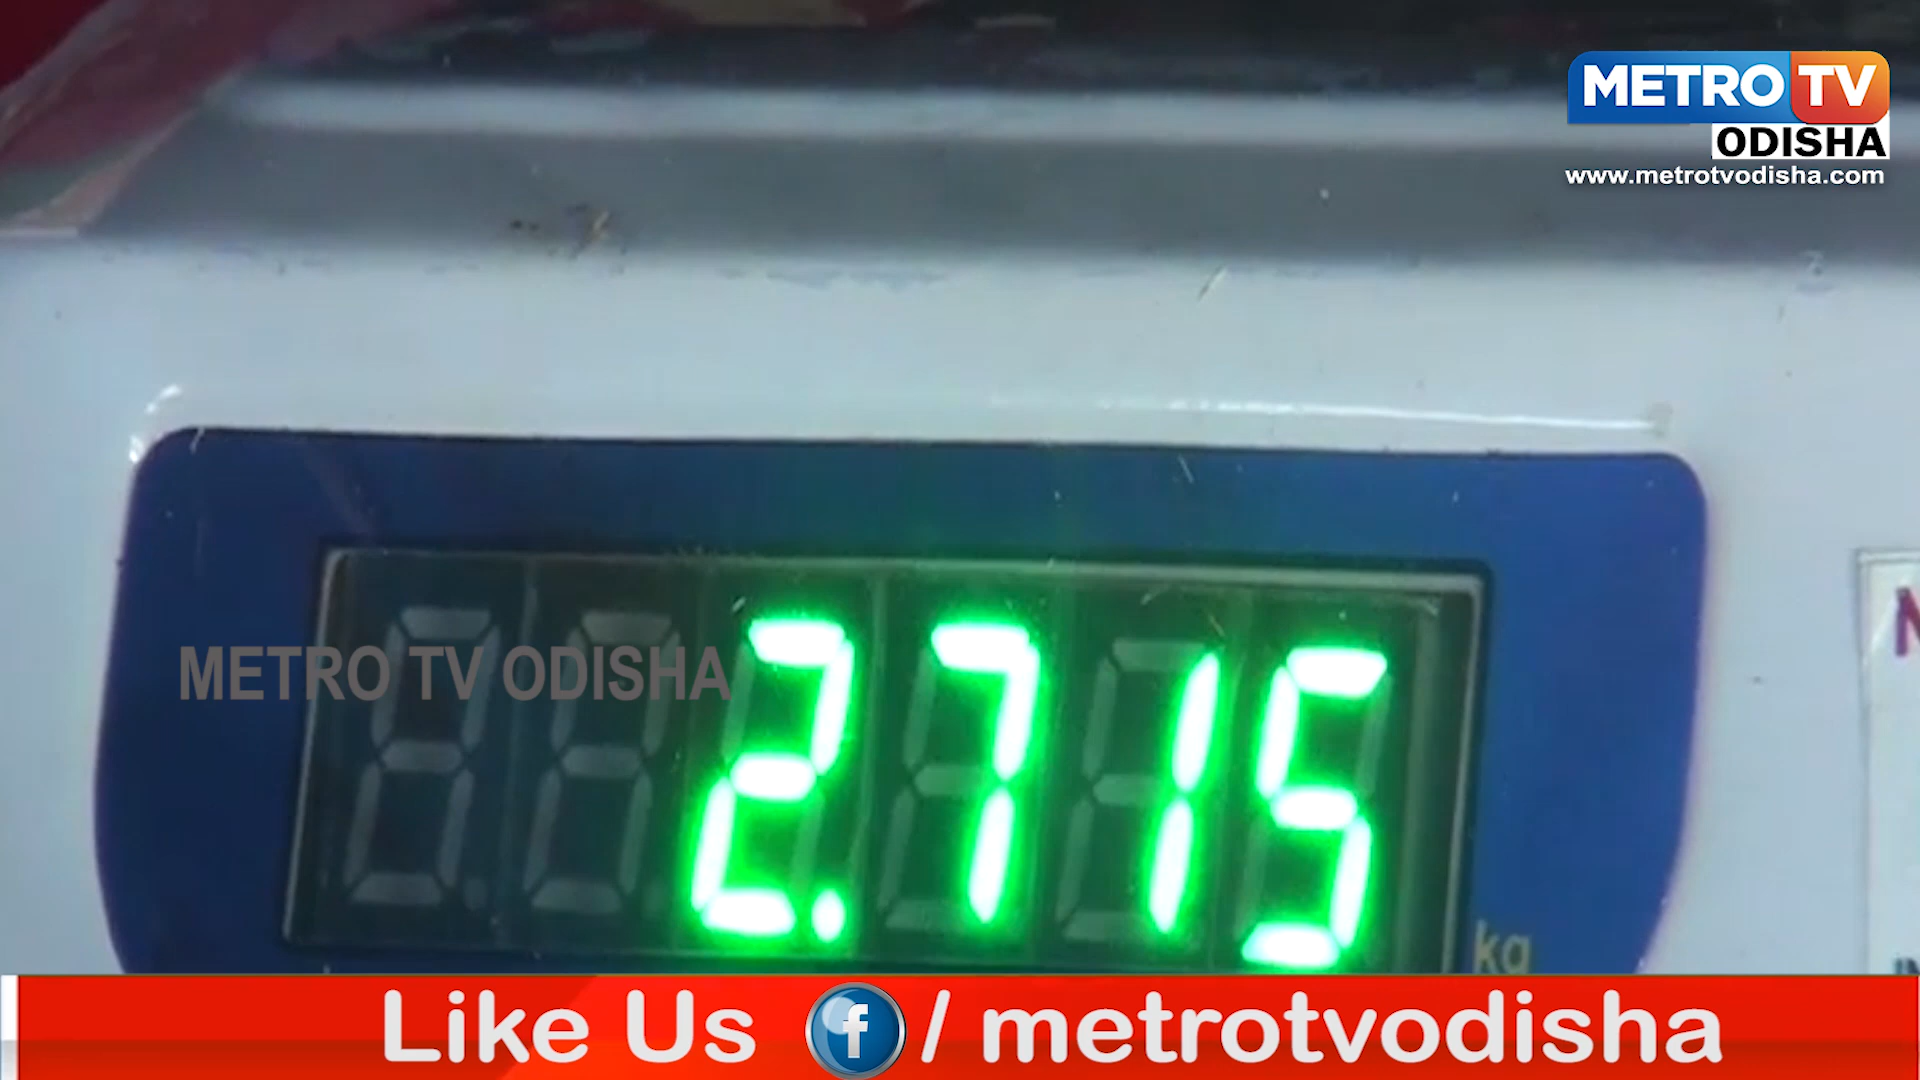 METRO TV
ODISHA
www.metrotvodisha.com
METRO TV ODISHA
2.715
kg
Like Us f / metrotvodisha